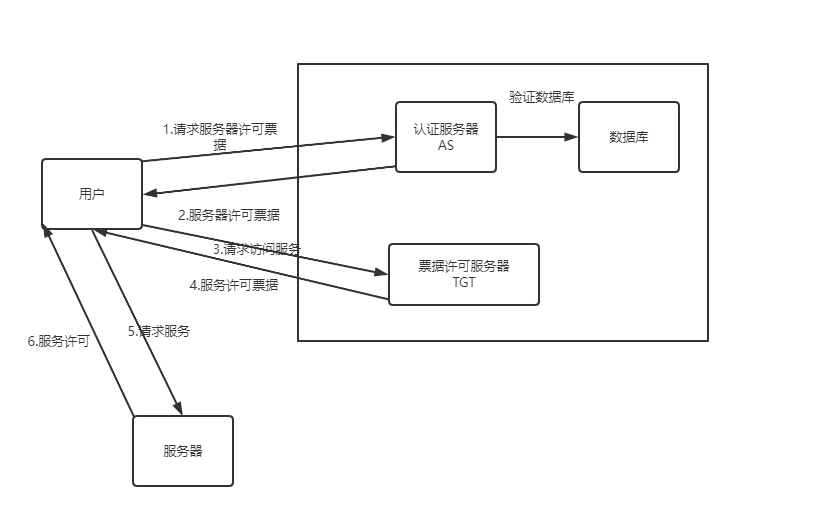 验证数据库
1.请求服务器许可票
据
认证服务器
AS
数据库
用户
2.服务器许可票据
3.请求访问服务
票据许可服务器
TGT
4.服务许可票据
5.请求服务
6.服务许可
服务器